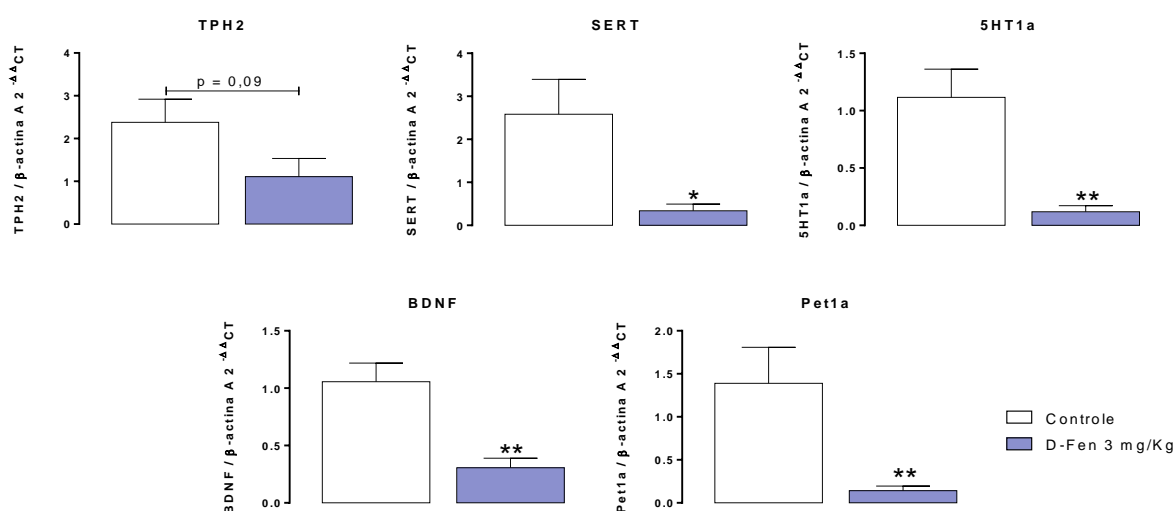 TPH2
TPH2 / β-actina A 2 -ΔΔCT
4
3
2
1
0
p = 0,09
SERT
SERT / β-actina A 2 -ΔΔCT
4
3
2
1
0
*
5HT1a
5HT1a / β-actina A 2 -ΔΔCT
1.5
1.0
0.5
0.0
**
BDNF
BDNF / β-actina A 2 -ΔΔCT
1.5
1.0
0.5
0.0
**
Pet1a
Pet1a / β-actina A 2 -ΔΔCT
2.0
1.5
1.0
0.5
0.0
**
Controle
D-Fen 3 mg/Kg